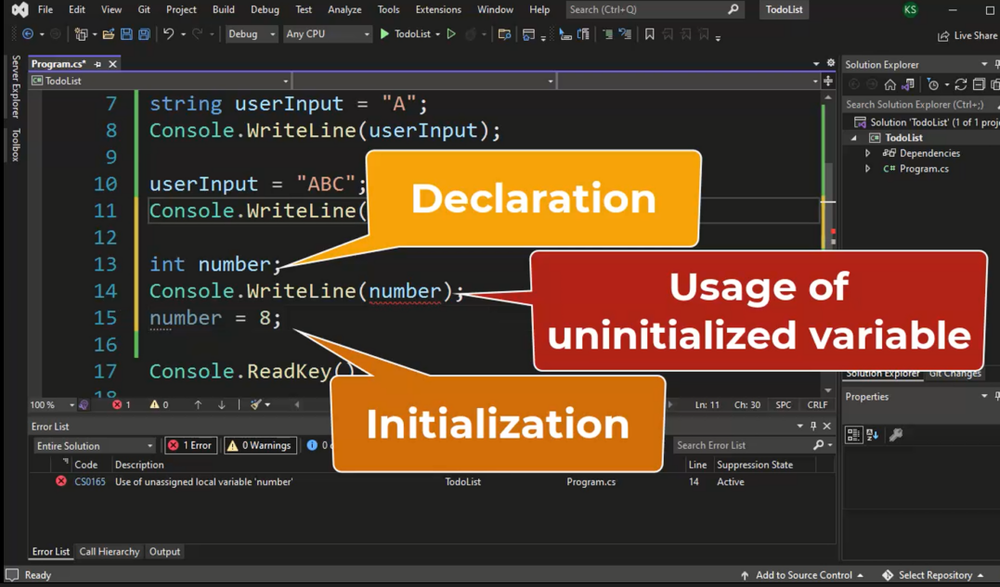 File Edit View Git Project Build Debug Test Analyze Tools Extensions Window Help Search (Ctrl+Q) TodoList KS
Debug Any CPU TodoList Live Share
Server Explorer
Toolbox
Program.cs*
TodoList
7 string userInput = "A";
8 Console.WriteLine(userInput);
9
10 userInput = "ABC";
11 Console.WriteLine(
12
13 int number;
14 Console.WriteLine(number);
15 number = 8;
16
17 Console.ReadKey()
18
Declaration
Usage of
uninitialized variable
Initialization
Solution Explorer
Search Solution Explorer (Ctrl+;)
Solution 'TodoList' (1 of 1 proje
TodoList
Dependencies
C# Program.cs
Solution Explorer Git Changes
Properties
100 % 1 0 Ln: 11 Ch: 30 SPC CRLF
Error List
Entire Solution 1 Error 0 Warnings 0 Search Error List
Code Description Line Suppression State
CS0165 Use of unassigned local variable 'number' TodoList Program.cs 14 Active
Error List Call Hierarchy Output
Ready Add to Source Control Select Repository